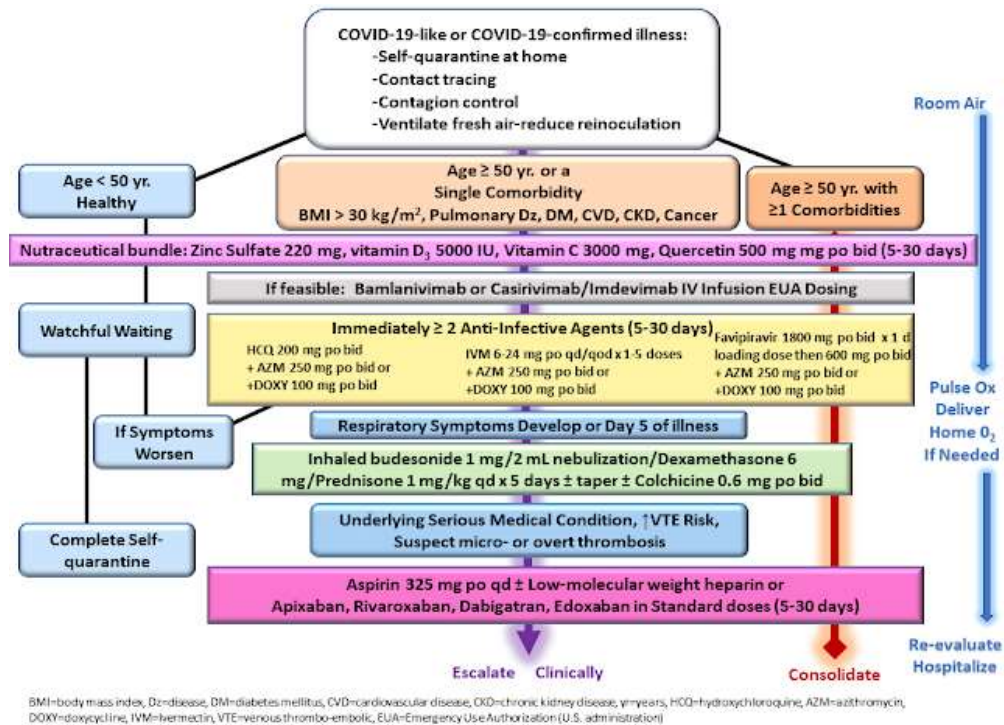 COVID-19-like or COVID-19-confirmed illness:
-Self-quarantine at home
-Contact tracing
-Contagion control
-Ventilate fresh air-reduce reinoculation
Room Air
Age < 50 yr.
Healthy
Age ≥ 50 yr. or a
Single Comorbidity
BMI > 30 kg/m², Pulmonary Dz, DM, CVD, CKD, Cancer
Age ≥ 50 yr. with
≥1 Comorbidities
Nutraceutical bundle: Zinc Sulfate 220 mg, vitamin D₃ 5000 IU, Vitamin C 3000 mg, Quercetin 500 mg mg po bid (5-30 days)
If feasible: Bamlanivimab or Casirivimab/Imdevimab IV Infusion EUA Dosing
Watchful Waiting
Immediately ≥ 2 Anti-Infective Agents (5-30 days)
HCQ 200 mg po bid
+ AZM 250 mg po bid or
+DOXY 100 mg po bid
IVM 6-24 mg po qd/qod x 1-5 doses
+ AZM 250 mg po bid or
+DOXY 100 mg po bid
Favipiravir 1800 mg po bid x 1 d
loading dose then 600 mg po bid
+ AZM 250 mg po bid or
+DOXY 100 mg po bid
Pulse Ox
Deliver
Home 0₂
If Needed
If Symptoms
Worsen
Respiratory Symptoms Develop or Day 5 of illness
Inhaled budesonide 1 mg/2 mL nebulization/Dexamethasone 6
mg/Prednisone 1 mg/kg qd x 5 days ± taper ± Colchicine 0.6 mg po bid
Complete Self-
quarantine
Underlying Serious Medical Condition, ↑VTE Risk,
Suspect micro- or overt thrombosis
Aspirin 325 mg po qd ± Low-molecular weight heparin or
Apixaban, Rivaroxaban, Dabigatran, Edoxaban in Standard doses (5-30 days)
Escalate Clinically
Consolidate
Re-evaluate
Hospitalize
BMI=body mass index, Dz=disease, DM=diabetes mellitus, CVD=cardiovascular disease, CKD=chronic kidney disease, yr=years, HCQ=hydroxychloroquine, AZM=azithromycin,
DOXY=doxycycline, IVM=Ivermectin, VTE=venous thrombo-embolic, EUA=Emergency Use Authorization (U.S. administration)